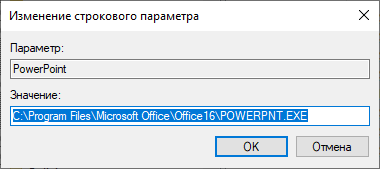 Изменение строкового параметра
Параметр:
PowerPoint
Значение:
C:\Program Files\Microsoft Office\Office16\POWERPNT.EXE
OK
Отмена